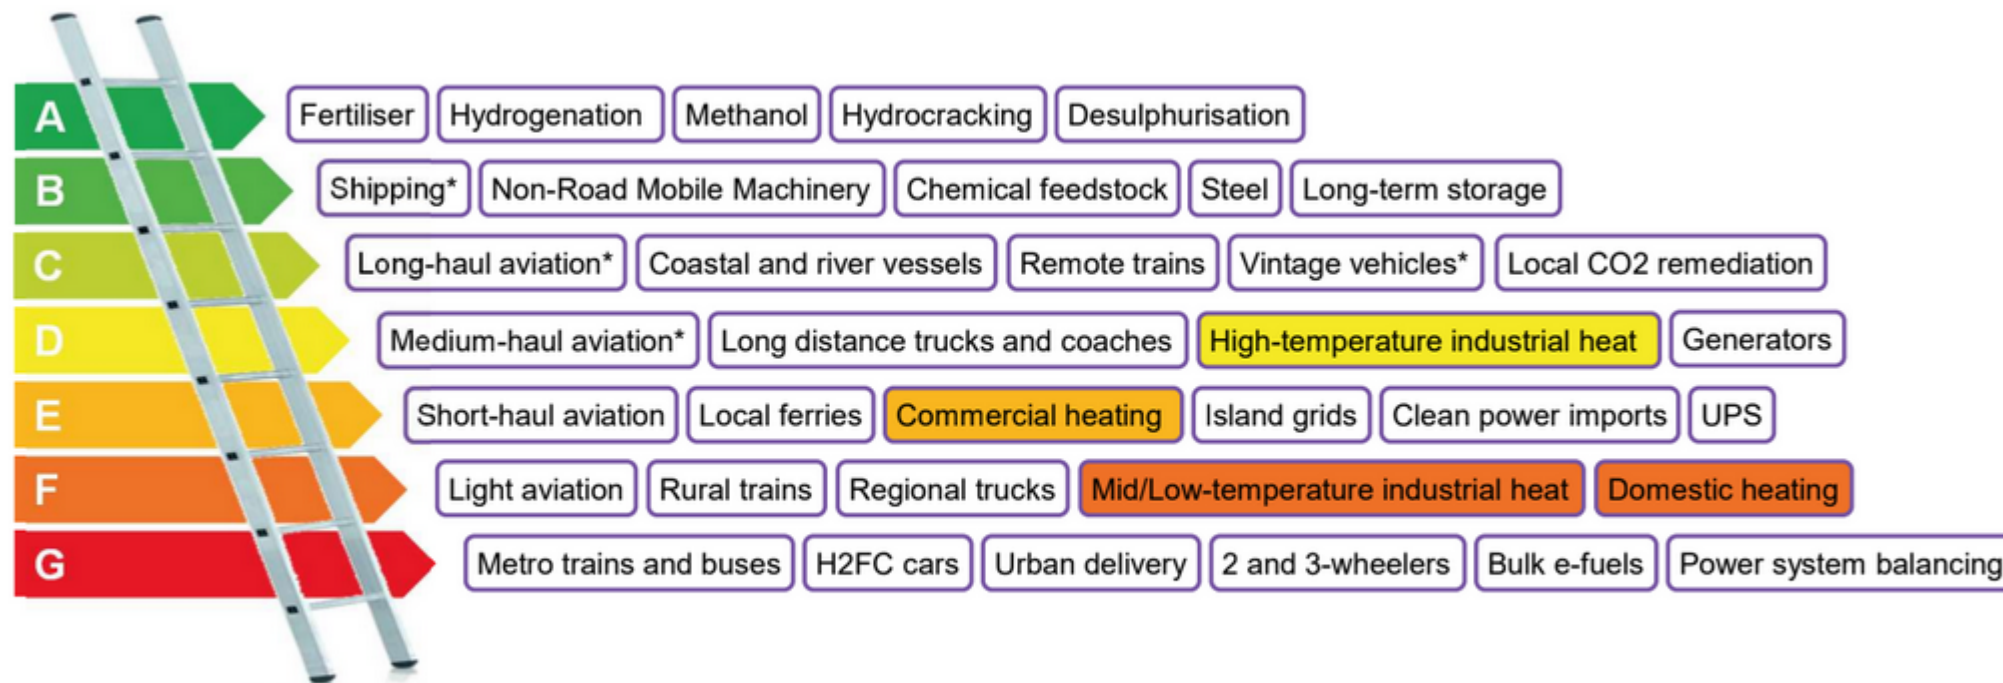 A Fertiliser Hydrogenation Methanol Hydrocracking Desulphurisation
B Shipping* Non-Road Mobile Machinery Chemical feedstock Steel Long-term storage
C Long-haul aviation* Coastal and river vessels Remote trains Vintage vehicles* Local CO2 remediation
D Medium-haul aviation* Long distance trucks and coaches High-temperature industrial heat Generators
E Short-haul aviation Local ferries Commercial heating Island grids Clean power imports UPS
F Light aviation Rural trains Regional trucks Mid/Low-temperature industrial heat Domestic heating
G Metro trains and buses H2FC cars Urban delivery 2 and 3-wheelers Bulk e-fuels Power system balancing